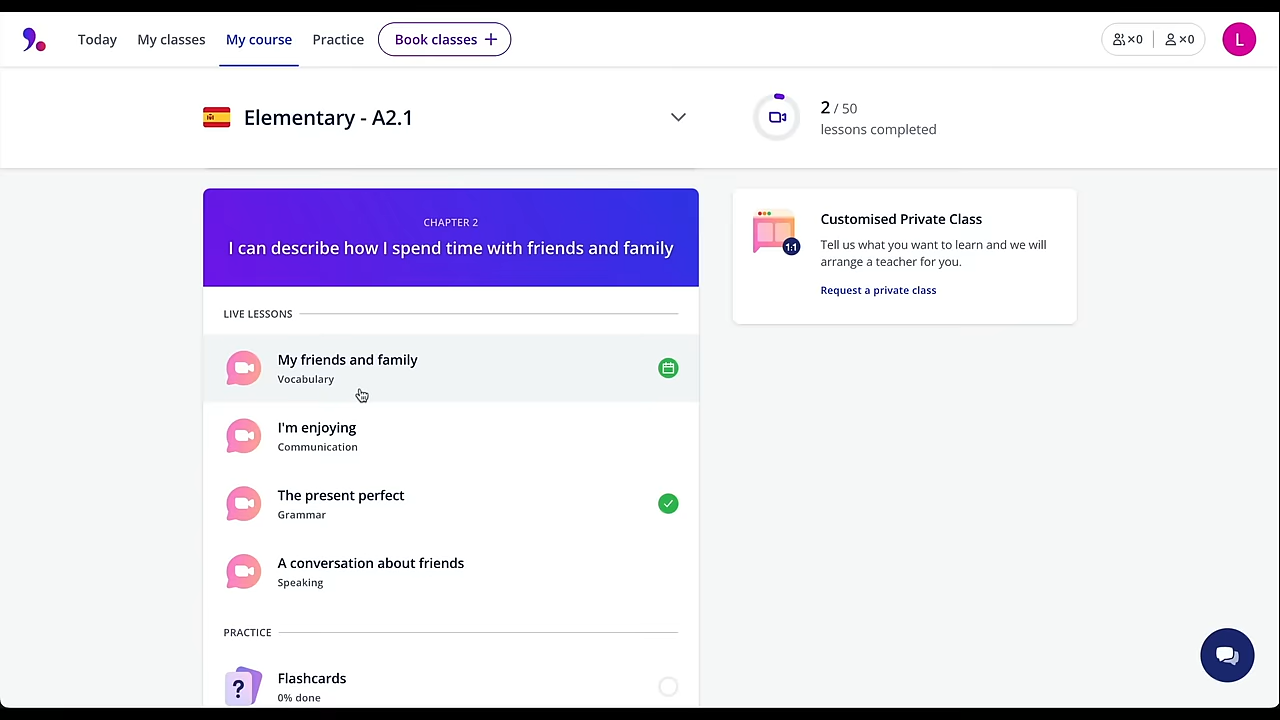 Today
My classes
My course
Practice
Book classes +
×0
×0
L
Elementary - A2.1
2 / 50
lessons completed
CHAPTER 2
I can describe how I spend time with friends and family
LIVE LESSONS
My friends and family
Vocabulary
I'm enjoying
Communication
The present perfect
Grammar
A conversation about friends
Speaking
PRACTICE
?
Flashcards
0% done
1:1
Customised Private Class
Tell us what you want to learn and we will
arrange a teacher for you.
Request a private class